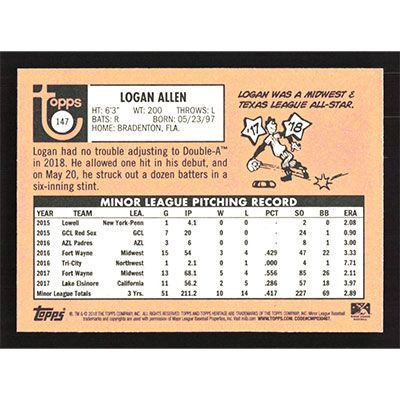 topps
147
LOGAN ALLEN
HT: 6'3" WT: 200 THROWS: L
BATS: R BORN: 05/23/97
HOME: BRADENTON, FLA.
LOGAN WAS A MIDWEST &
TEXAS LEAGUE ALL-STAR.
'17 '18
Logan had no trouble adjusting to Double-A™
in 2018. He allowed one hit in his debut, and
on May 20, he struck out a dozen batters in a
six-inning stint.
MINOR LEAGUE PITCHING RECORD
YEAR TEAM LEA. G IP W L PCT SO BB ERA
2015 Lowell New York-Penn 1 4.1 0 0 .--- 2 0 2.08
2015 GCL Red Sox GCL 7 20.0 0 0 .--- 24 1 0.90
2016 AZL Padres AZL 5 6.0 0 0 .--- 8 1 3.00
2016 Fort Wayne Midwest 15 54.0 3 4 .429 47 22 3.33
2016 Tri-City Northwest 1 2.1 0 0 .--- 4 1 7.71
2017 Fort Wayne Midwest 13 68.1 5 4 .556 85 26 2.11
2017 Lake Elsinore California 11 56.2 2 5 .286 57 18 3.97
Minor League Totals 3 Yrs. 51 211.2 10 14 .417 227 69 2.89
TOPPS